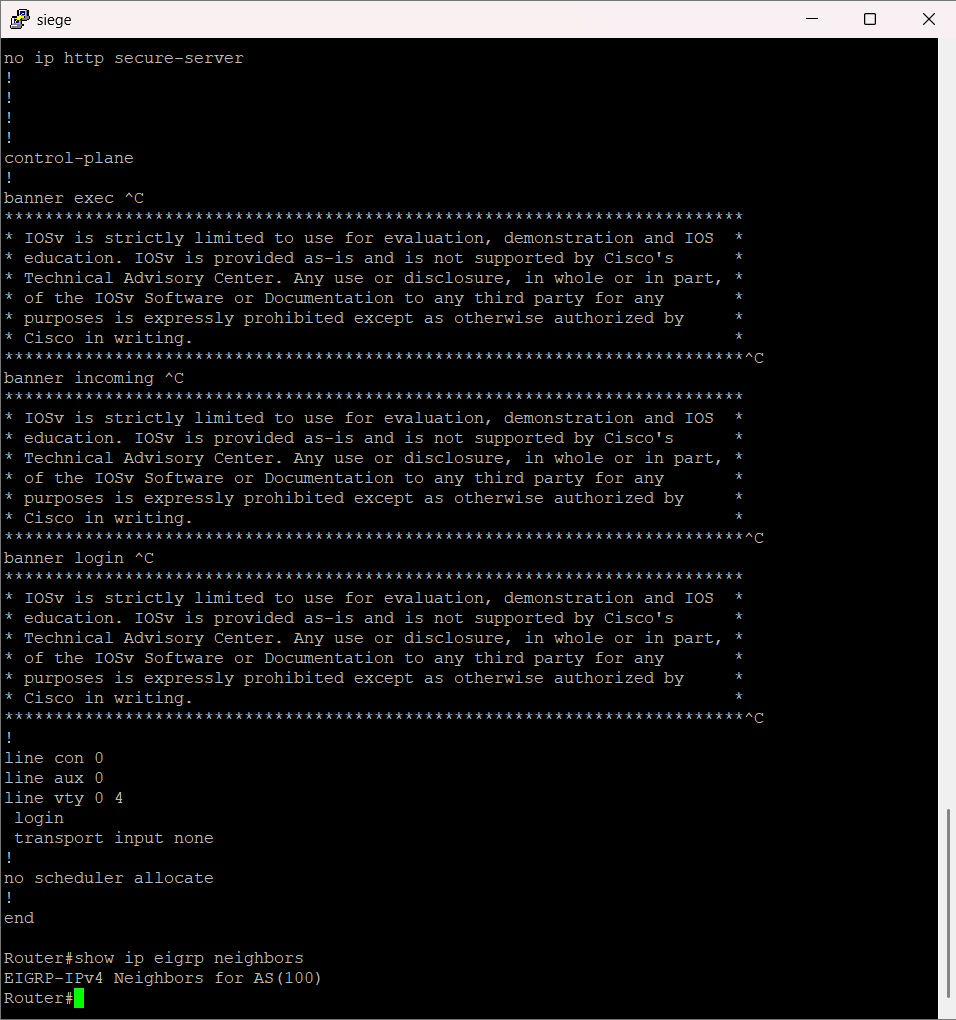 siege
no ip http secure-server
!
!
!
!
control-plane
!
banner exec ^C
**************************************************************************
* IOSv is strictly limited to use for evaluation, demonstration and IOS  *
* education. IOSv is provided as-is and is not supported by Cisco's      *
* Technical Advisory Center. Any use or disclosure, in whole or in part, *
* of the IOSv Software or Documentation to any third party for any       *
* purposes is expressly prohibited except as otherwise authorized by     *
* Cisco in writing.                                                      *
**************************************************************************^C
banner incoming ^C
**************************************************************************
* IOSv is strictly limited to use for evaluation, demonstration and IOS  *
* education. IOSv is provided as-is and is not supported by Cisco's      *
* Technical Advisory Center. Any use or disclosure, in whole or in part, *
* of the IOSv Software or Documentation to any third party for any       *
* purposes is expressly prohibited except as otherwise authorized by     *
* Cisco in writing.                                                      *
**************************************************************************^C
banner login ^C
**************************************************************************
* IOSv is strictly limited to use for evaluation, demonstration and IOS  *
* education. IOSv is provided as-is and is not supported by Cisco's      *
* Technical Advisory Center. Any use or disclosure, in whole or in part, *
* of the IOSv Software or Documentation to any third party for any       *
* purposes is expressly prohibited except as otherwise authorized by     *
* Cisco in writing.                                                      *
**************************************************************************^C
!
line con 0
line aux 0
line vty 0 4
 login
 transport input none
!
no scheduler allocate
!
end

Router#show ip eigrp neighbors
EIGRP-IPv4 Neighbors for AS(100)
Router#